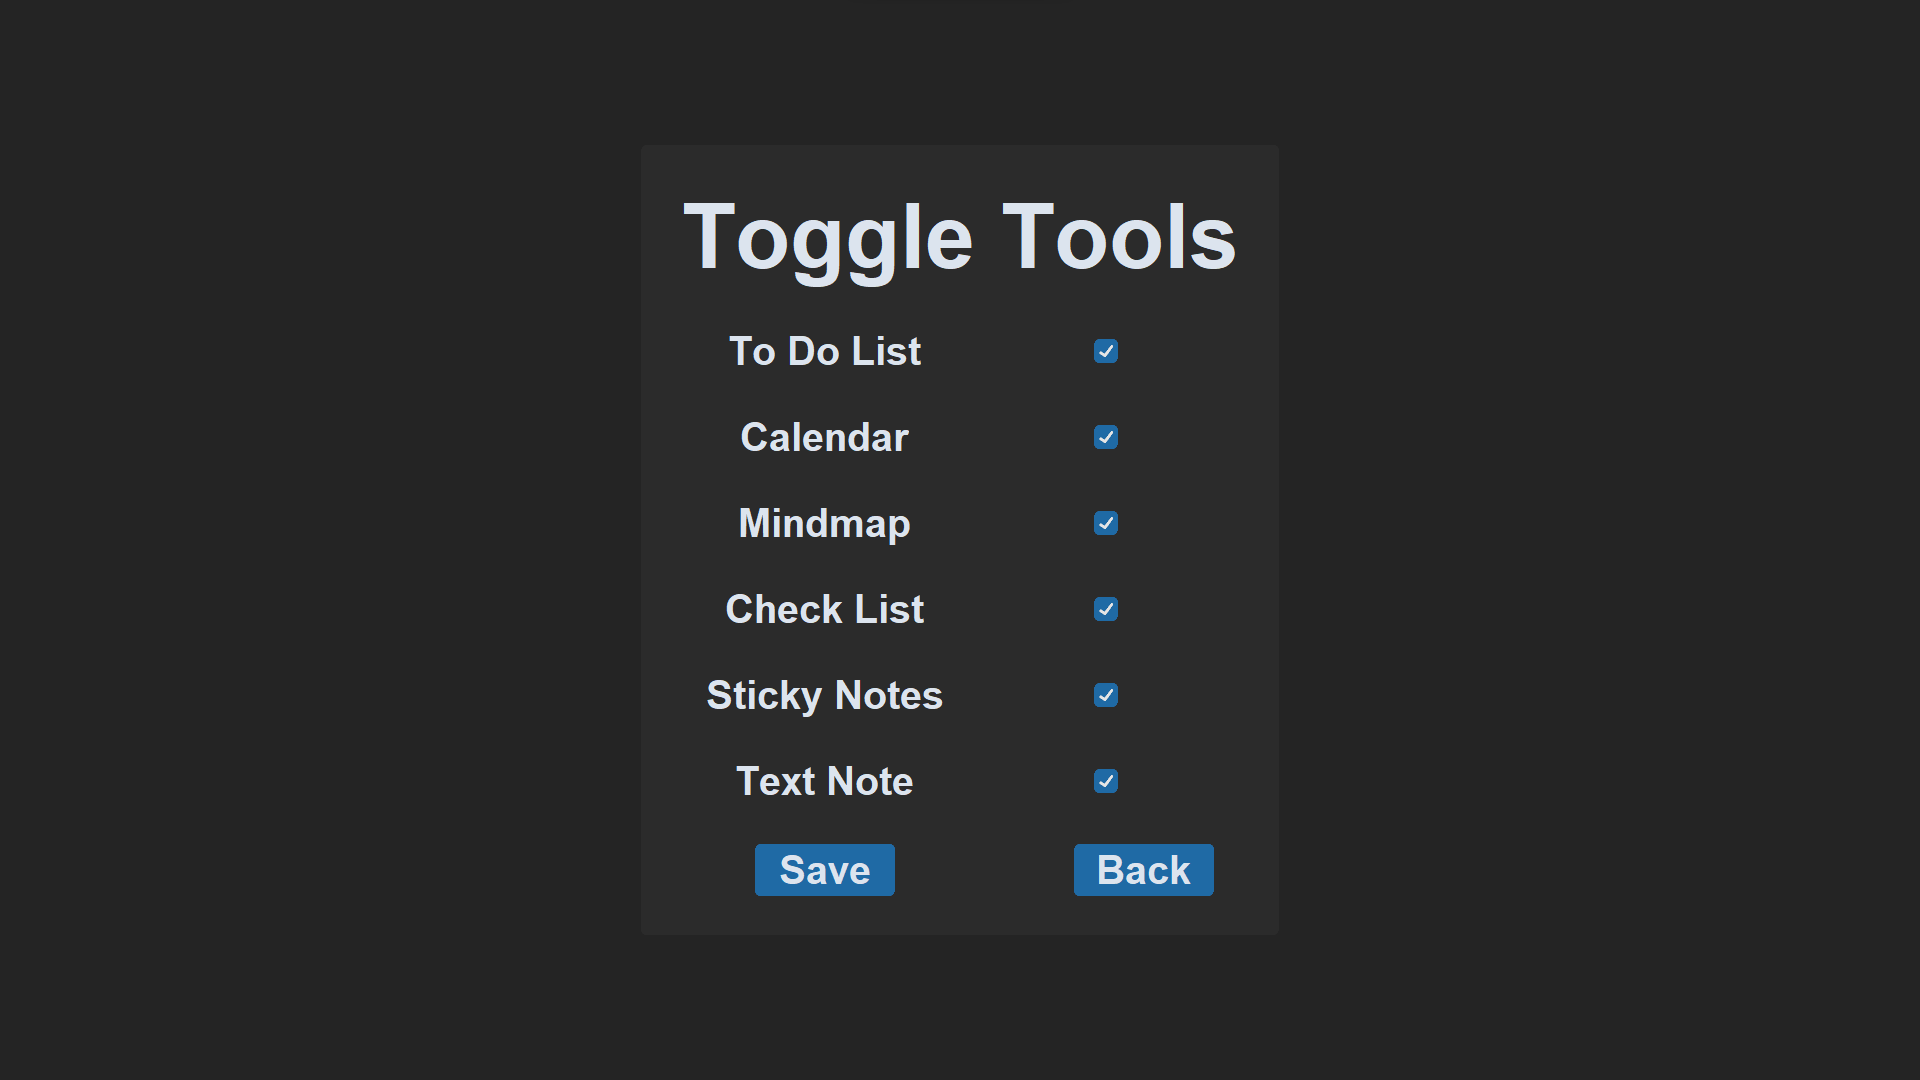 Toggle Tools
To Do List
Calendar
Mindmap
Check List
Sticky Notes
Text Note
Save Back